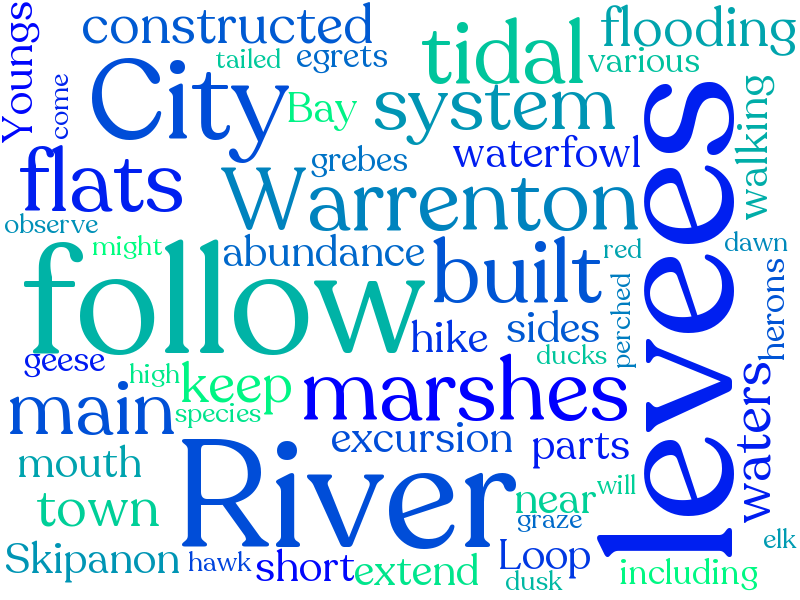 Youngs
constructed
tailed
egrets
tidal
flooding
various
come
City
Bay
system
walking
flats
grebes
waterfowl
levees
observe
Warrenton
might
abundance
red
dawn
follow
built
perched
herons
geese
hike
sides
ducks
high
keep
marshes
main
species
waters
mouth
excursion
parts
town
River
near
will
graze
Skipanon
hawk
short
extend
Loop
dusk
including
elk